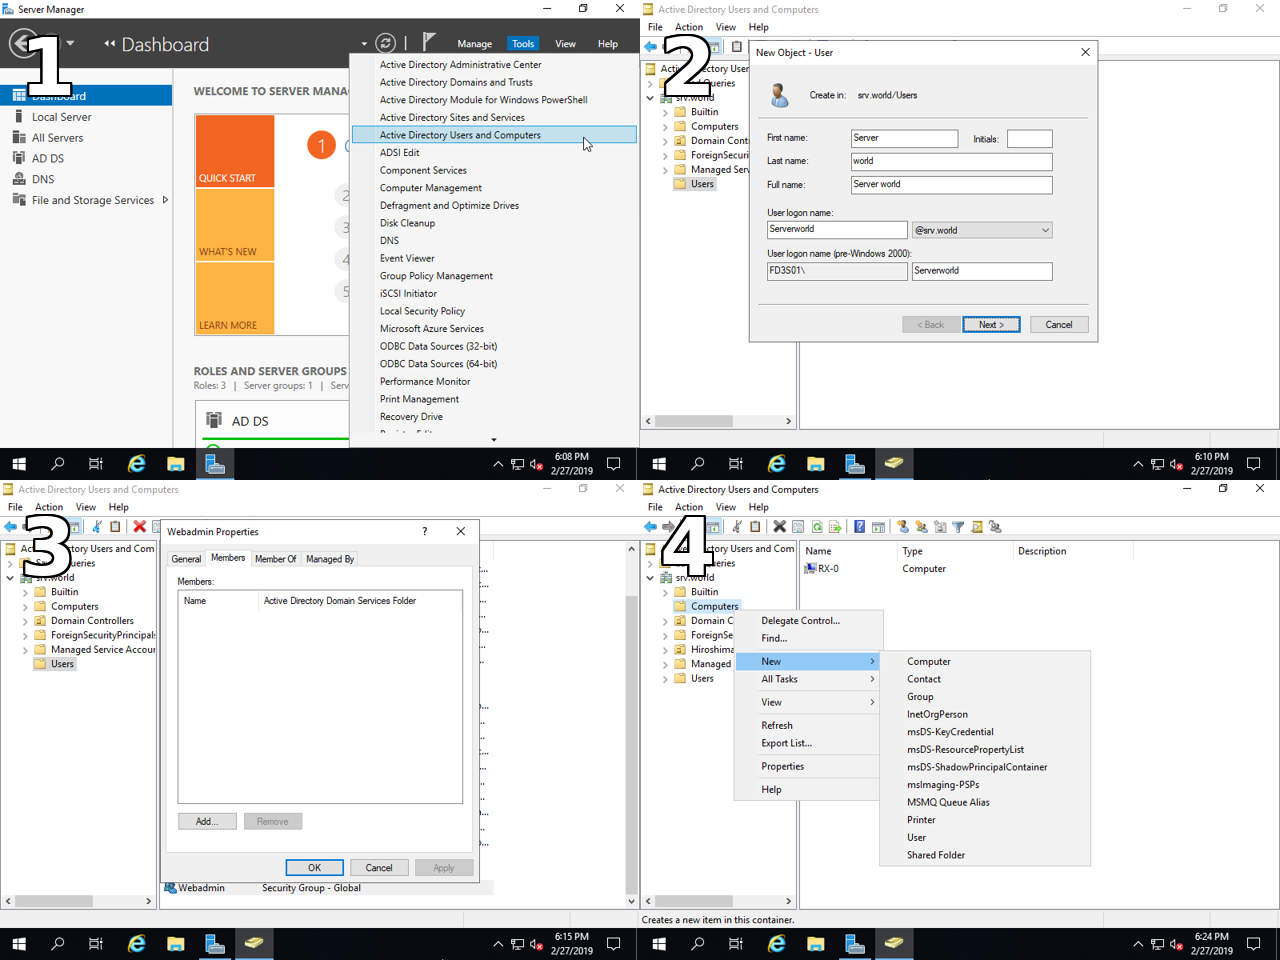 Server Manager
1
Dashboard
Manage
Tools
View
Help
Dashboard
Local Server
All Servers
AD DS
DNS
File and Storage Services
WELCOME TO SERVER MANA
QUICK START
WHAT'S NEW
LEARN MORE
1
2
3
4
5
ROLES AND SERVER GROUPS
Roles: 3 | Server groups: 1 | Serv
AD DS
Active Directory Administrative Center
Active Directory Domains and Trusts
Active Directory Module for Windows PowerShell
Active Directory Sites and Services
Active Directory Users and Computers
ADSI Edit
Component Services
Computer Management
Defragment and Optimize Drives
Disk Cleanup
DNS
Event Viewer
Group Policy Management
iSCSI Initiator
Local Security Policy
Microsoft Azure Services
ODBC Data Sources (32-bit)
ODBC Data Sources (64-bit)
Performance Monitor
Print Management
Recovery Drive
6:08 PM
2/27/2019
Active Directory Users and Computers
File Action View Help
2
Active Directory User
srv.world
Builtin
Computers
Domain Contr
ForeignSecuri
Managed Serv
Users
New Object - User
Create in: srv.world/Users
First name: Server Initials:
Last name: world
Full name: Server world
User logon name:
Serverworld @srv.world
User logon name (pre-Windows 2000):
FD3S01\ Serverworld
< Back Next > Cancel
6:10 PM
2/27/2019
Active Directory Users and Computers
File Action View Help
3
Active Directory Users and Com
srv.world
Builtin
Computers
Domain Controllers
ForeignSecurityPrincipals
Managed Service Accour
Users
Webadmin Properties
General Members Member Of Managed By
Members:
Name Active Directory Domain Services Folder
Add... Remove
OK Cancel Apply
Webadmin Security Group - Global
6:15 PM
2/27/2019
Active Directory Users and Computers
File Action View Help
4
Active Directory Users and Com
srv.world
Builtin
Computers
Domain C
ForeignSe
Hiroshima
Managed
Users
Name Type Description
RX-0 Computer
Delegate Control...
Find...
New
All Tasks
View
Refresh
Export List...
Properties
Help
Computer
Contact
Group
InetOrgPerson
msDS-KeyCredential
msDS-ResourcePropertyList
msDS-ShadowPrincipalContainer
msImaging-PSPs
MSMQ Queue Alias
Printer
User
Shared Folder
Creates a new item in this container.
6:24 PM
2/27/2019